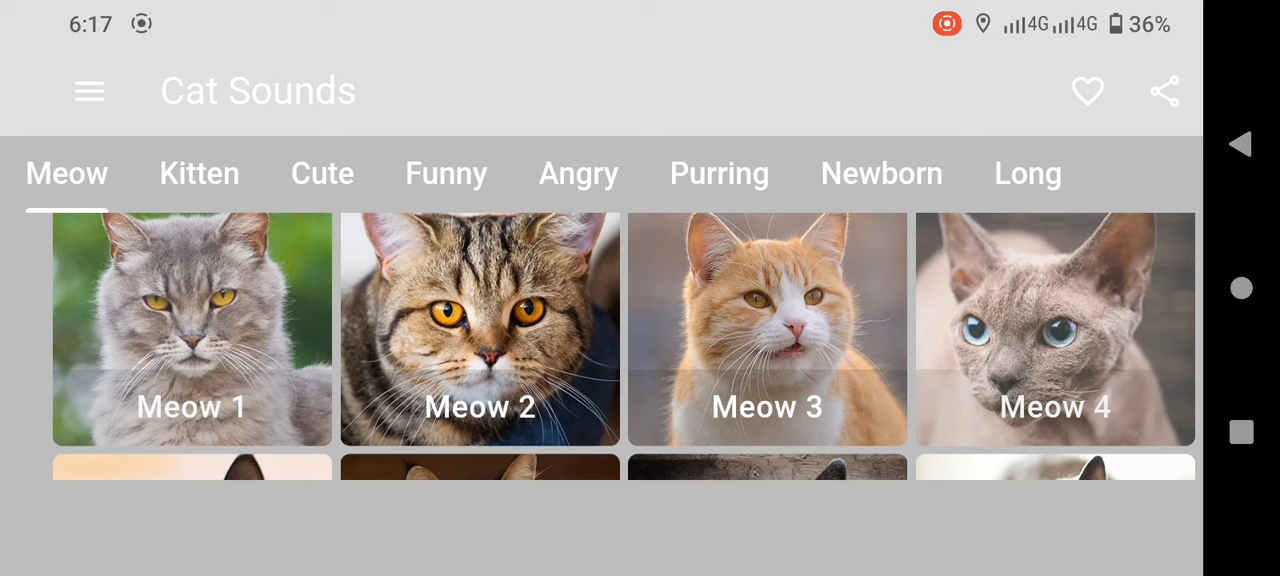 6:17 4G 4G 36%
Cat Sounds
Meow Kitten Cute Funny Angry Purring Newborn Long
Meow 1 Meow 2 Meow 3 Meow 4